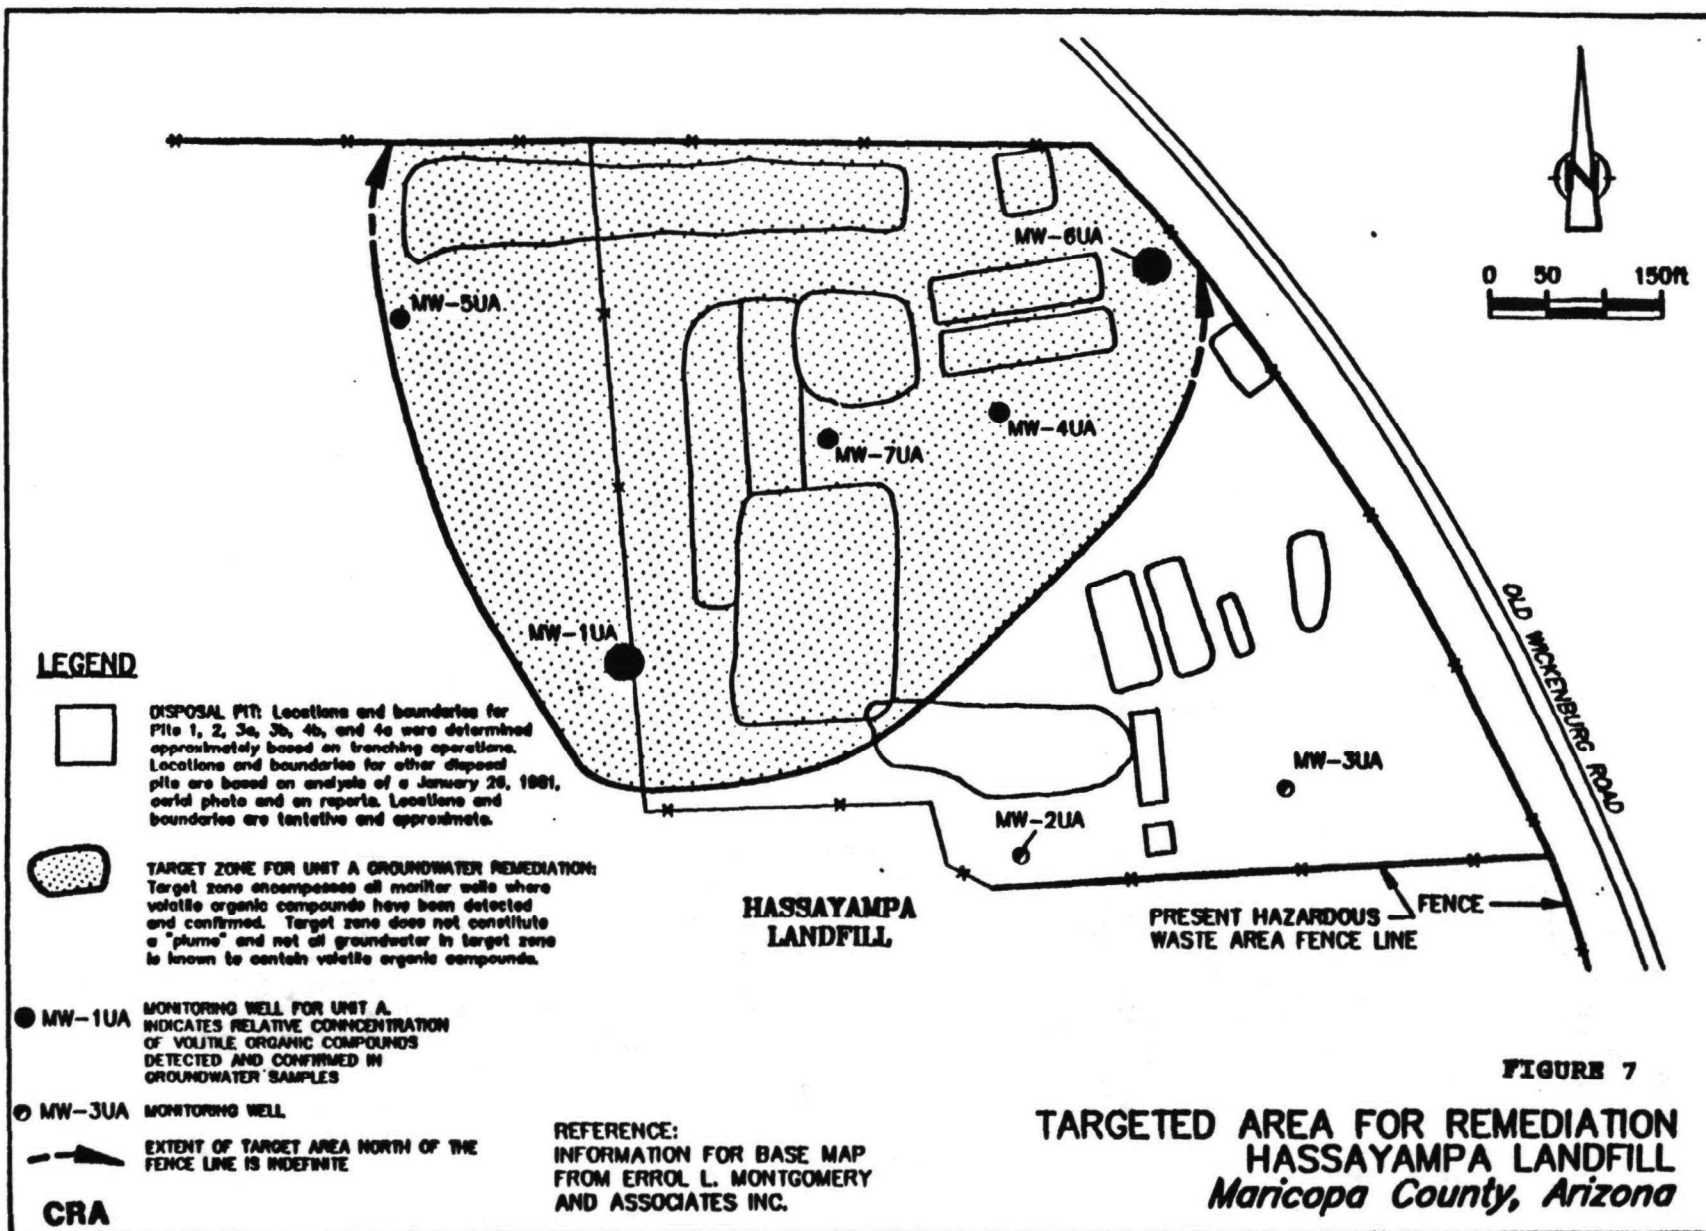 N
0 50 150ft
MW-6UA
MW-5UA
MW-4UA
MW-7UA
MW-1UA
OLD WICKENBURG ROAD
MW-3UA
MW-2UA
HASSAYAMPA
LANDFILL
PRESENT HAZARDOUS
WASTE AREA FENCE LINE
FENCE
LEGEND
DISPOSAL PIT: Locations and boundaries for
Pits 1, 2, 3a, 3b, 4b, and 4c were determined
approximately based on trenching operations.
Locations and boundaries for other disposal
pits are based on analysis of a January 26, 1981,
aerial photo and on reports. Locations and
boundaries are tentative and approximate.
TARGET ZONE FOR UNIT A GROUNDWATER REMEDIATION:
Target zone encompasses all moniter wells where
volatile organic compounds have been detected
and confirmed. Target zone does not constitute
a "plume" and not all groundwater in target zone
is known to contain volatile organic compounds.
MW-1UA MONITORING WELL FOR UNIT A.
INDICATES RELATIVE CONNCENTRATION
OF VOLITILE ORGANIC COMPOUNDS
DETECTED AND CONFIRMED IN
GROUNDWATER SAMPLES
MW-3UA MONITORING WELL
EXTENT OF TARGET AREA NORTH OF THE
FENCE LINE IS INDEFINITE
CRA
REFERENCE:
INFORMATION FOR BASE MAP
FROM ERROL L. MONTGOMERY
AND ASSOCIATES INC.
FIGURE 7
TARGETED AREA FOR REMEDIATION
HASSAYAMPA LANDFILL
Maricopa County, Arizona